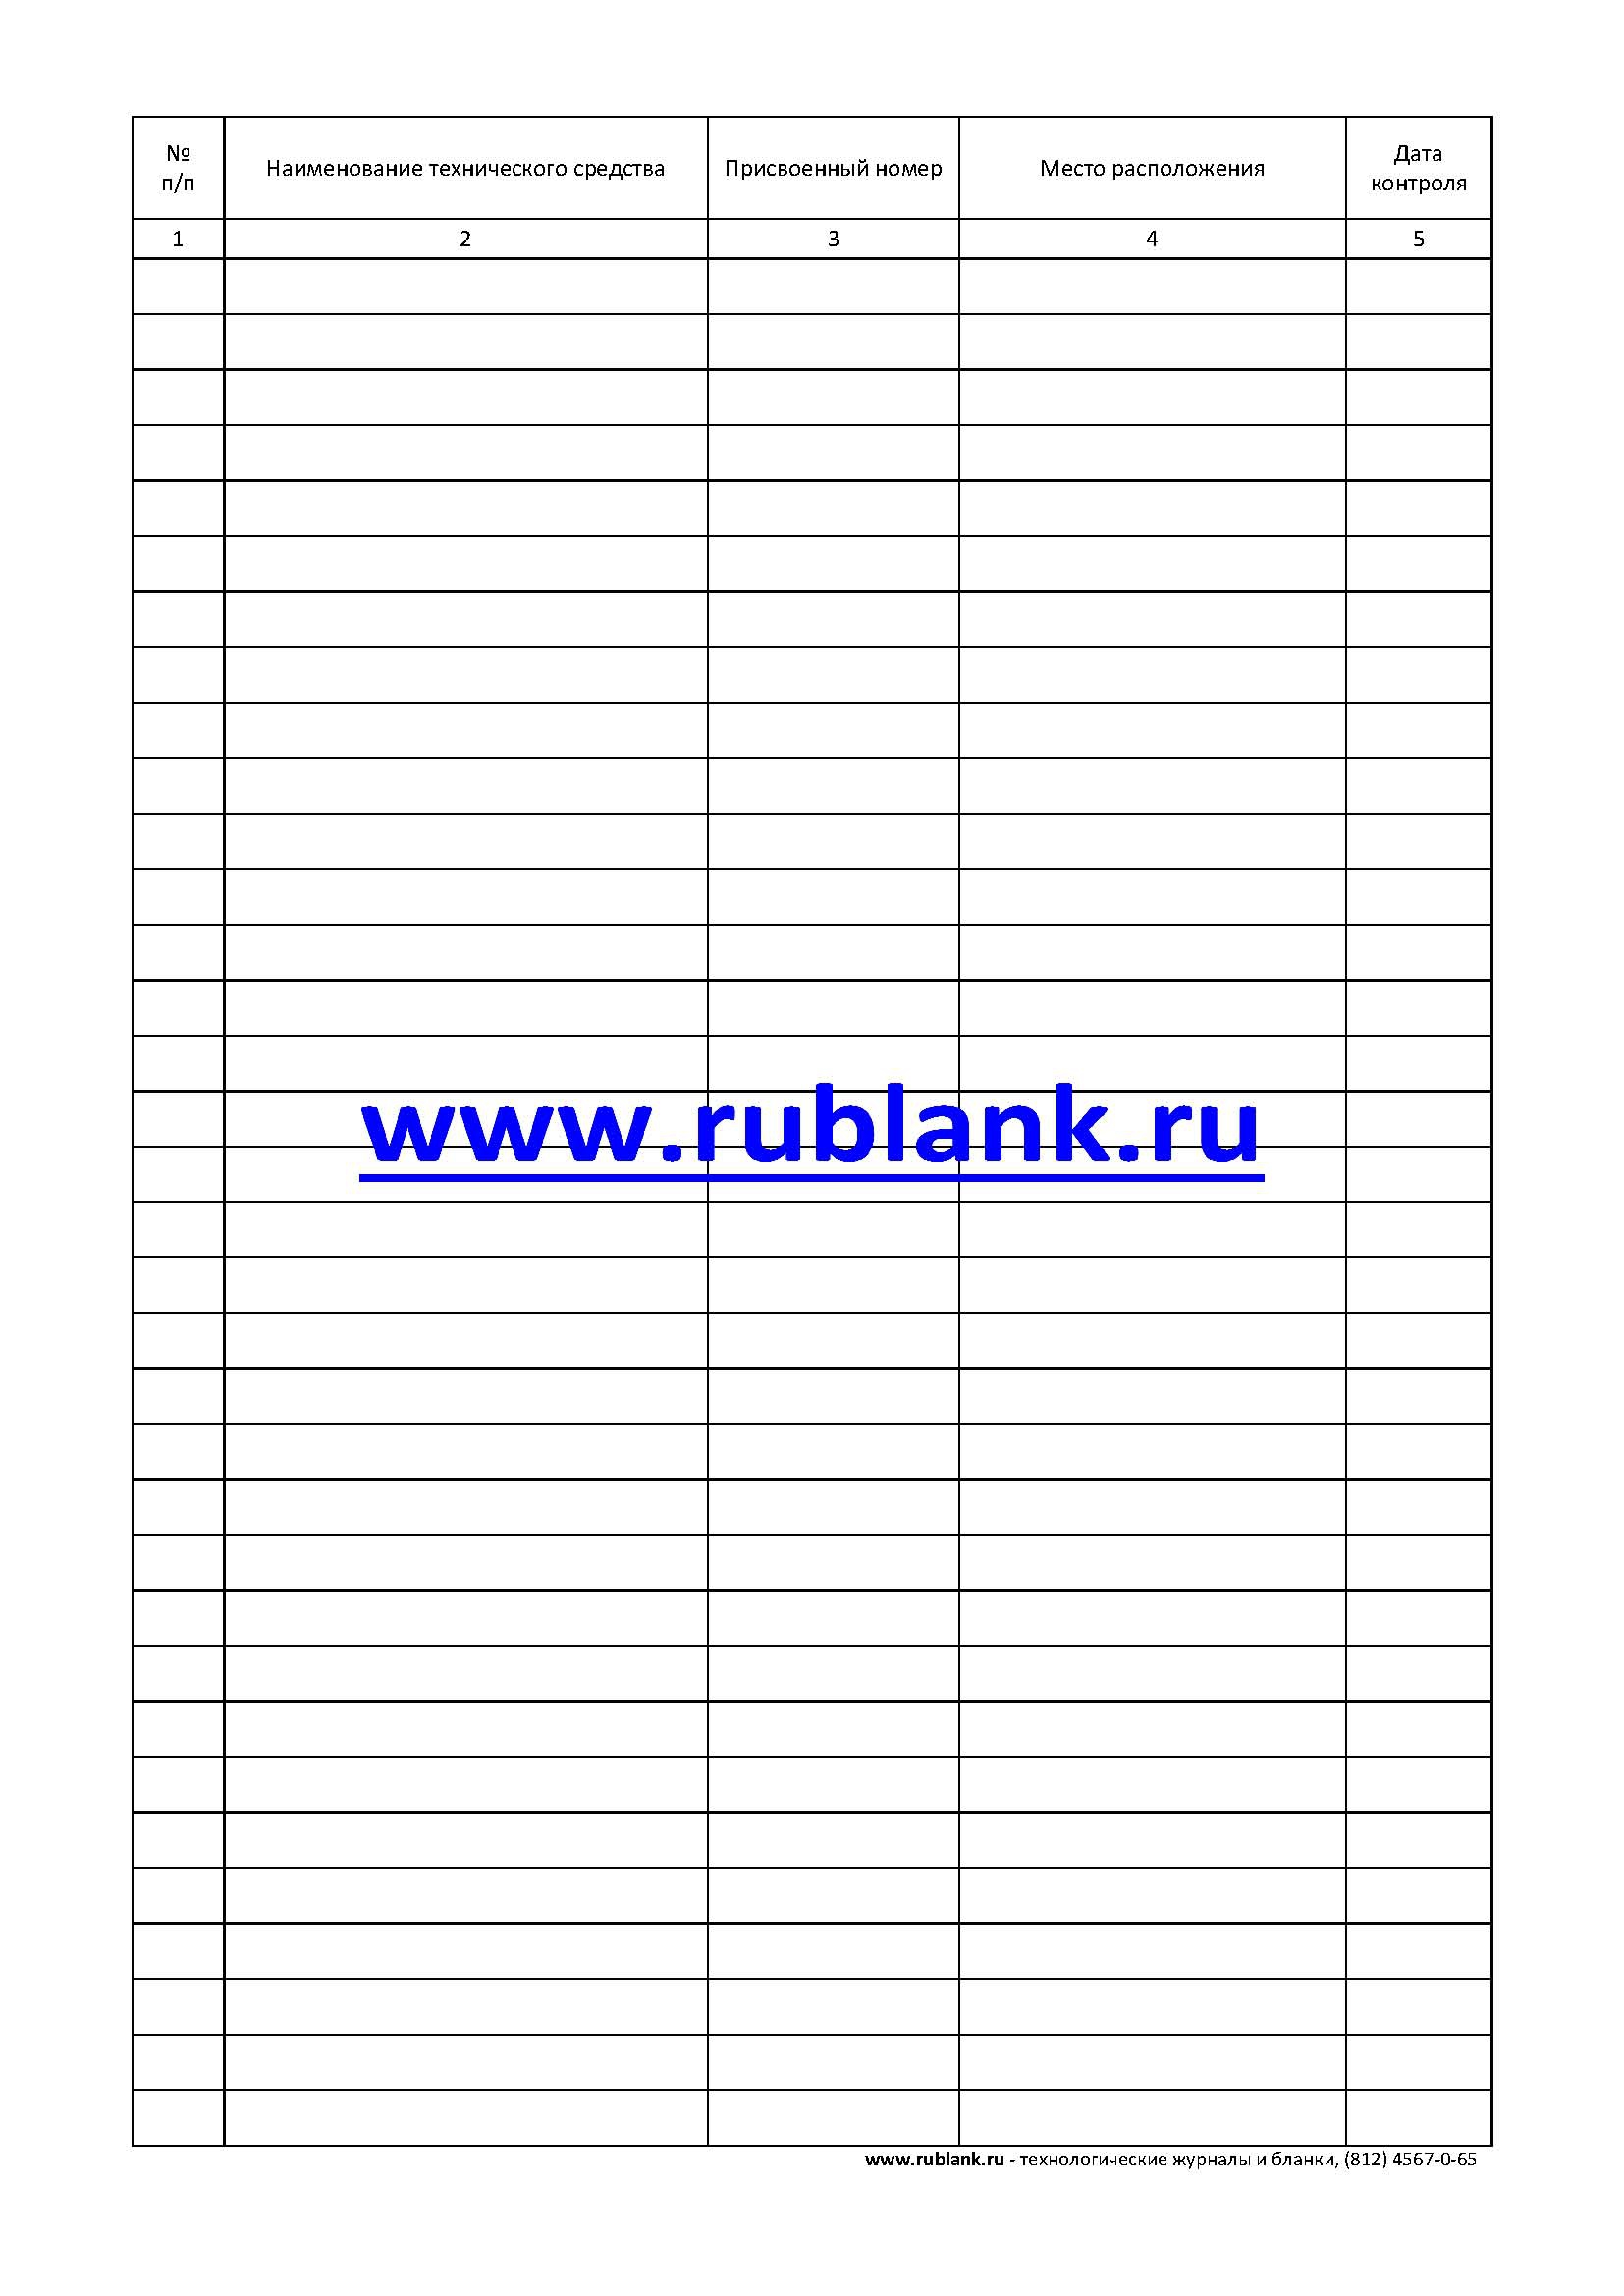 №
п/п
Наименование технического средства
Присвоенный номер
Место расположения
Дата
контроля
1
2
3
4
5
www.rublank.ru
www.rublank.ru - технологические журналы и бланки, (812) 4567-0-65